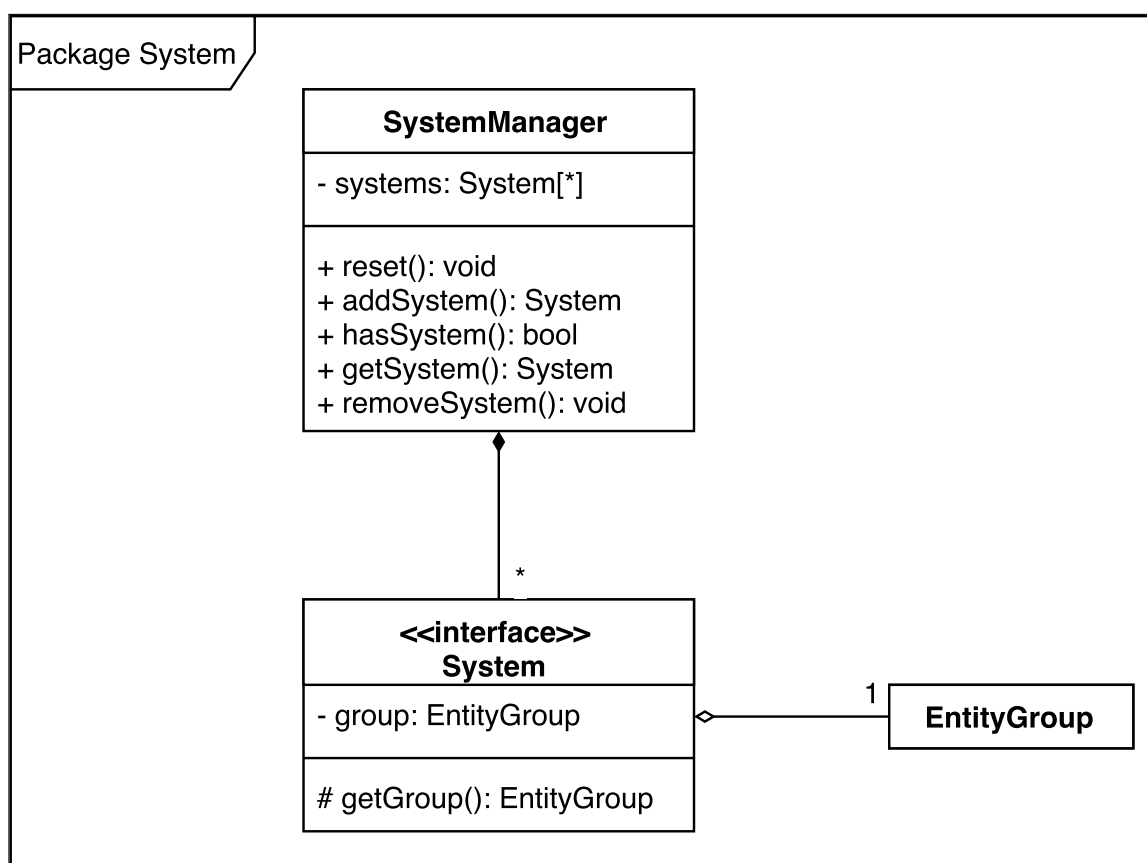 Package System
SystemManager
- systems: System[*]
+ reset(): void
+ addSystem(): System
+ hasSystem(): bool
+ getSystem(): System
+ removeSystem(): void
*
<<interface>>
System
- group: EntityGroup
# getGroup(): EntityGroup
1
EntityGroup